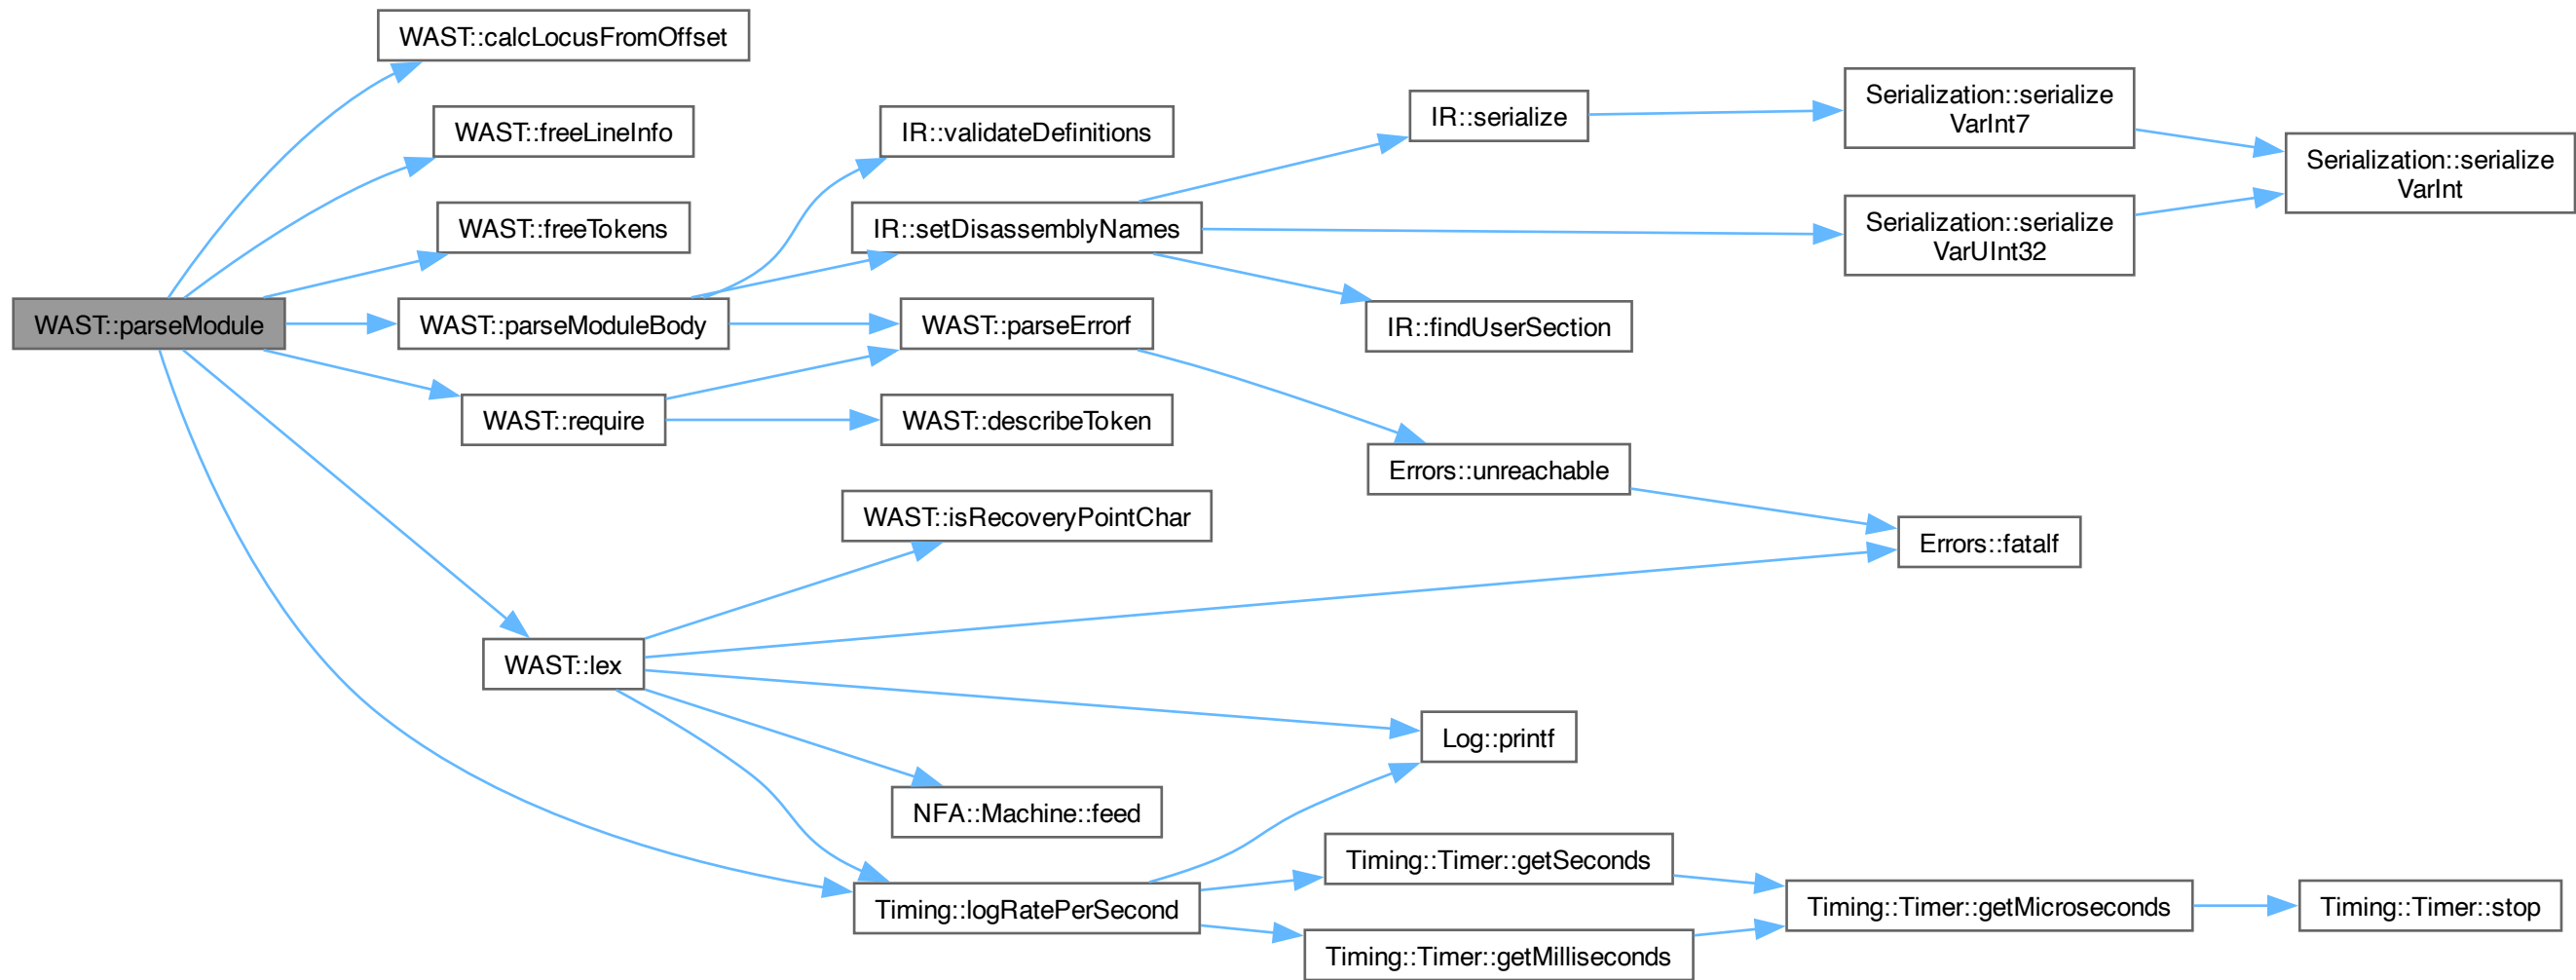 WAST::calcLocusFromOffset
WAST::freeLineInfo
WAST::freeTokens
WAST::parseModule
WAST::parseModuleBody
WAST::require
WAST::lex
IR::validateDefinitions
IR::setDisassemblyNames
WAST::parseErrorf
WAST::describeToken
WAST::isRecoveryPointChar
NFA::Machine::feed
Timing::logRatePerSecond
IR::serialize
IR::findUserSection
Errors::unreachable
Log::printf
Timing::Timer::getSeconds
Timing::Timer::getMilliseconds
Serialization::serialize
VarInt7
Serialization::serialize
VarUInt32
Errors::fatalf
Timing::Timer::getMicroseconds
Serialization::serialize
VarInt
Timing::Timer::stop